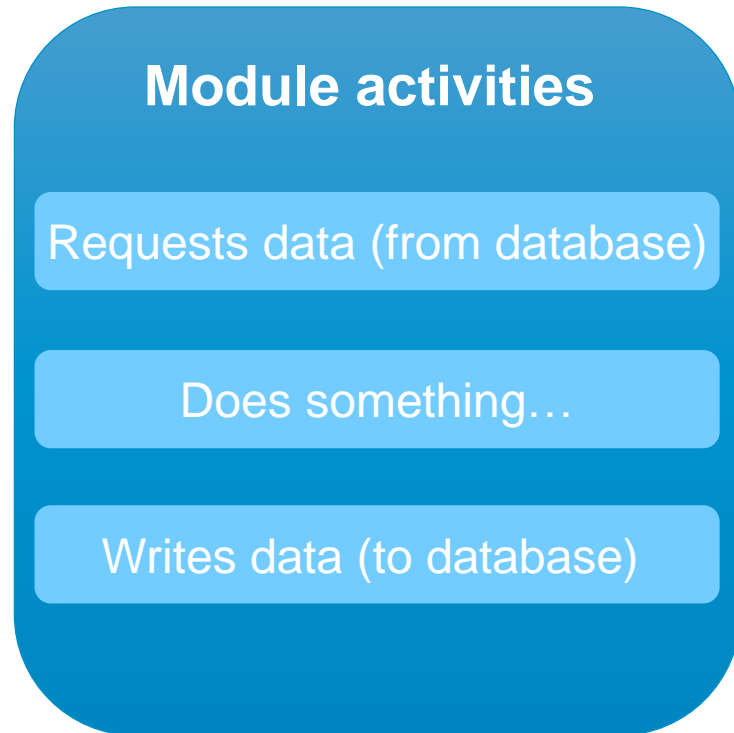 Module activities
Requests data (from database)
Does something…
Writes data (to database)